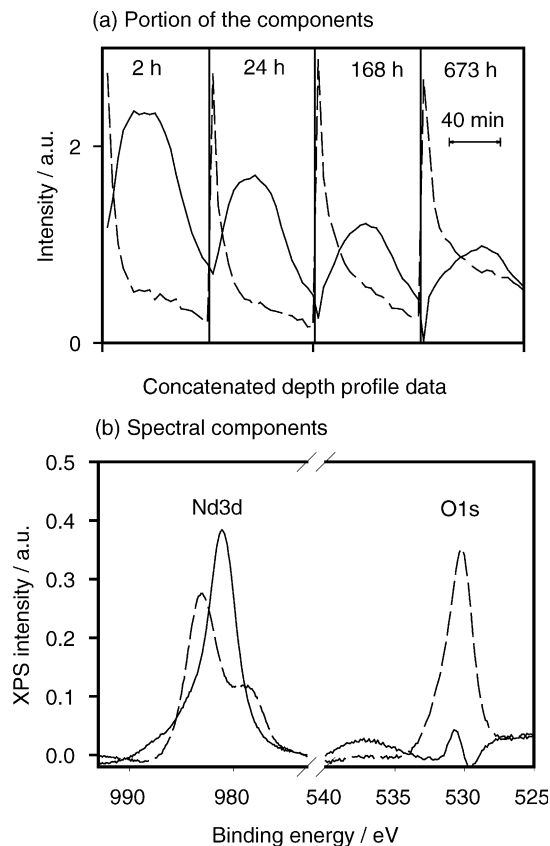 (a) Portion of the components
2 h 24 h 168 h 673 h
40 min
2
0
Intensity / a.u.
Concatenated depth profile data
(b) Spectral components
0.5
Nd3d O1s
0.4
0.3
0.2
0.1
0.0
XPS intensity / a.u.
990 980 540 535 530 525
Binding energy / eV